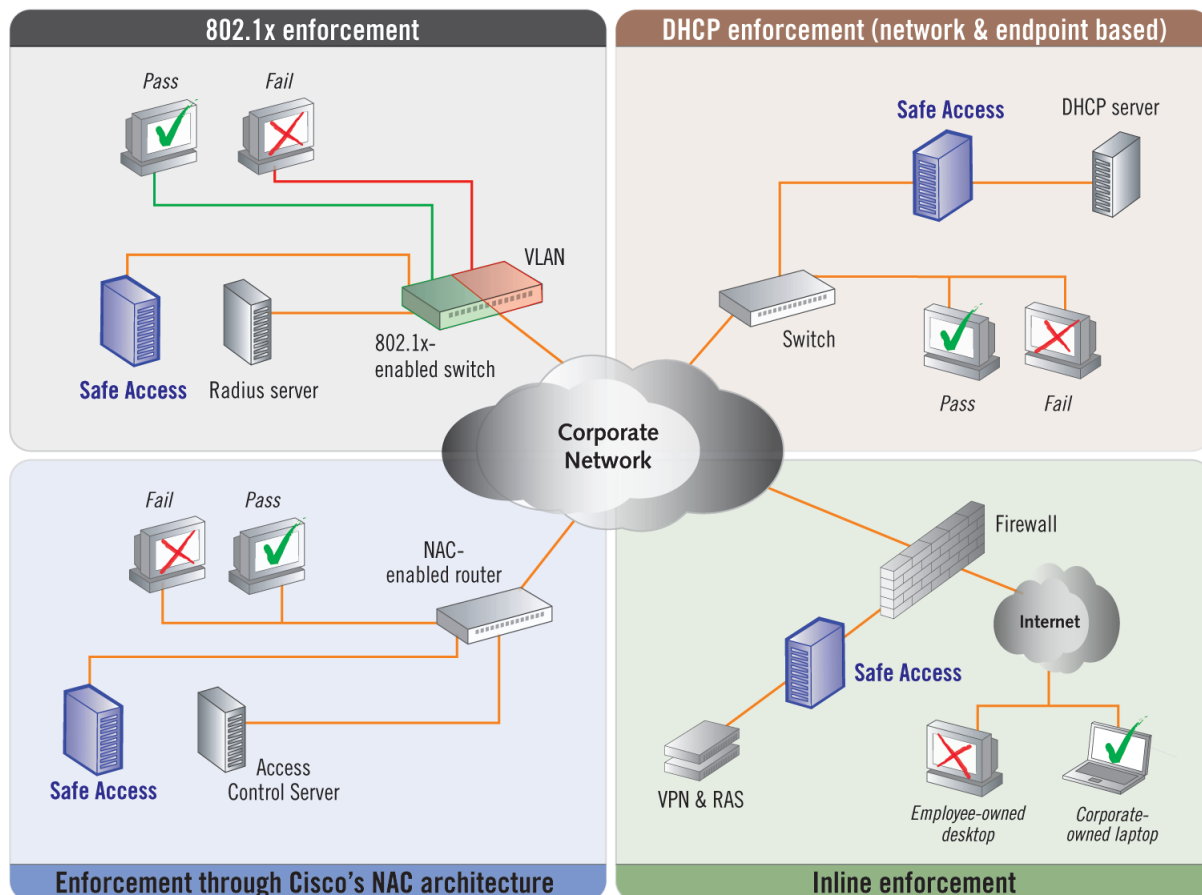 802.1x enforcement
Pass
Fail
VLAN
802.1x-
enabled switch
Safe Access
Radius server
DHCP enforcement (network & endpoint based)
Safe Access
DHCP server
Switch
Pass
Fail
Corporate
Network
Fail
Pass
NAC-
enabled router
Safe Access
Access
Control Server
Enforcement through Cisco's NAC architecture
Firewall
Internet
Safe Access
VPN & RAS
Employee-owned
desktop
Corporate-
owned laptop
Inline enforcement